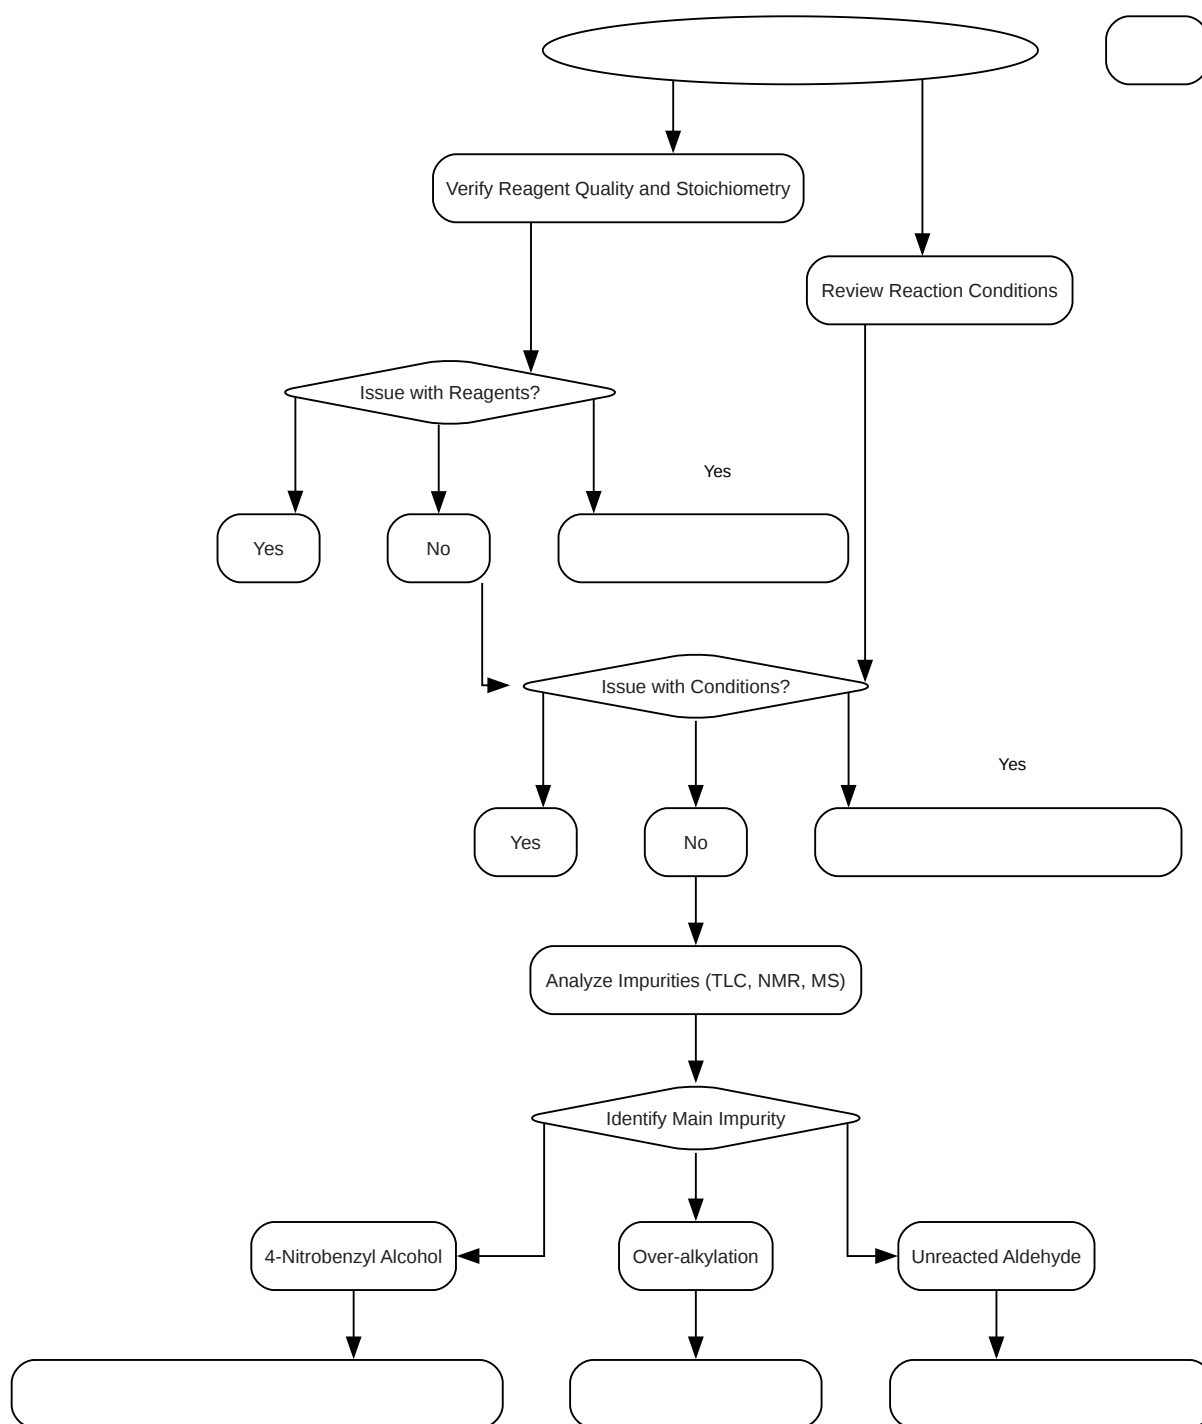 Verify Reagent Quality and Stoichiometry
Review Reaction Conditions
Issue with Reagents?
Yes
Yes
No
Issue with Conditions?
Yes
Yes
No
Analyze Impurities (TLC, NMR, MS)
Identify Main Impurity
4-Nitrobenzyl Alcohol
Over-alkylation
Unreacted Aldehyde